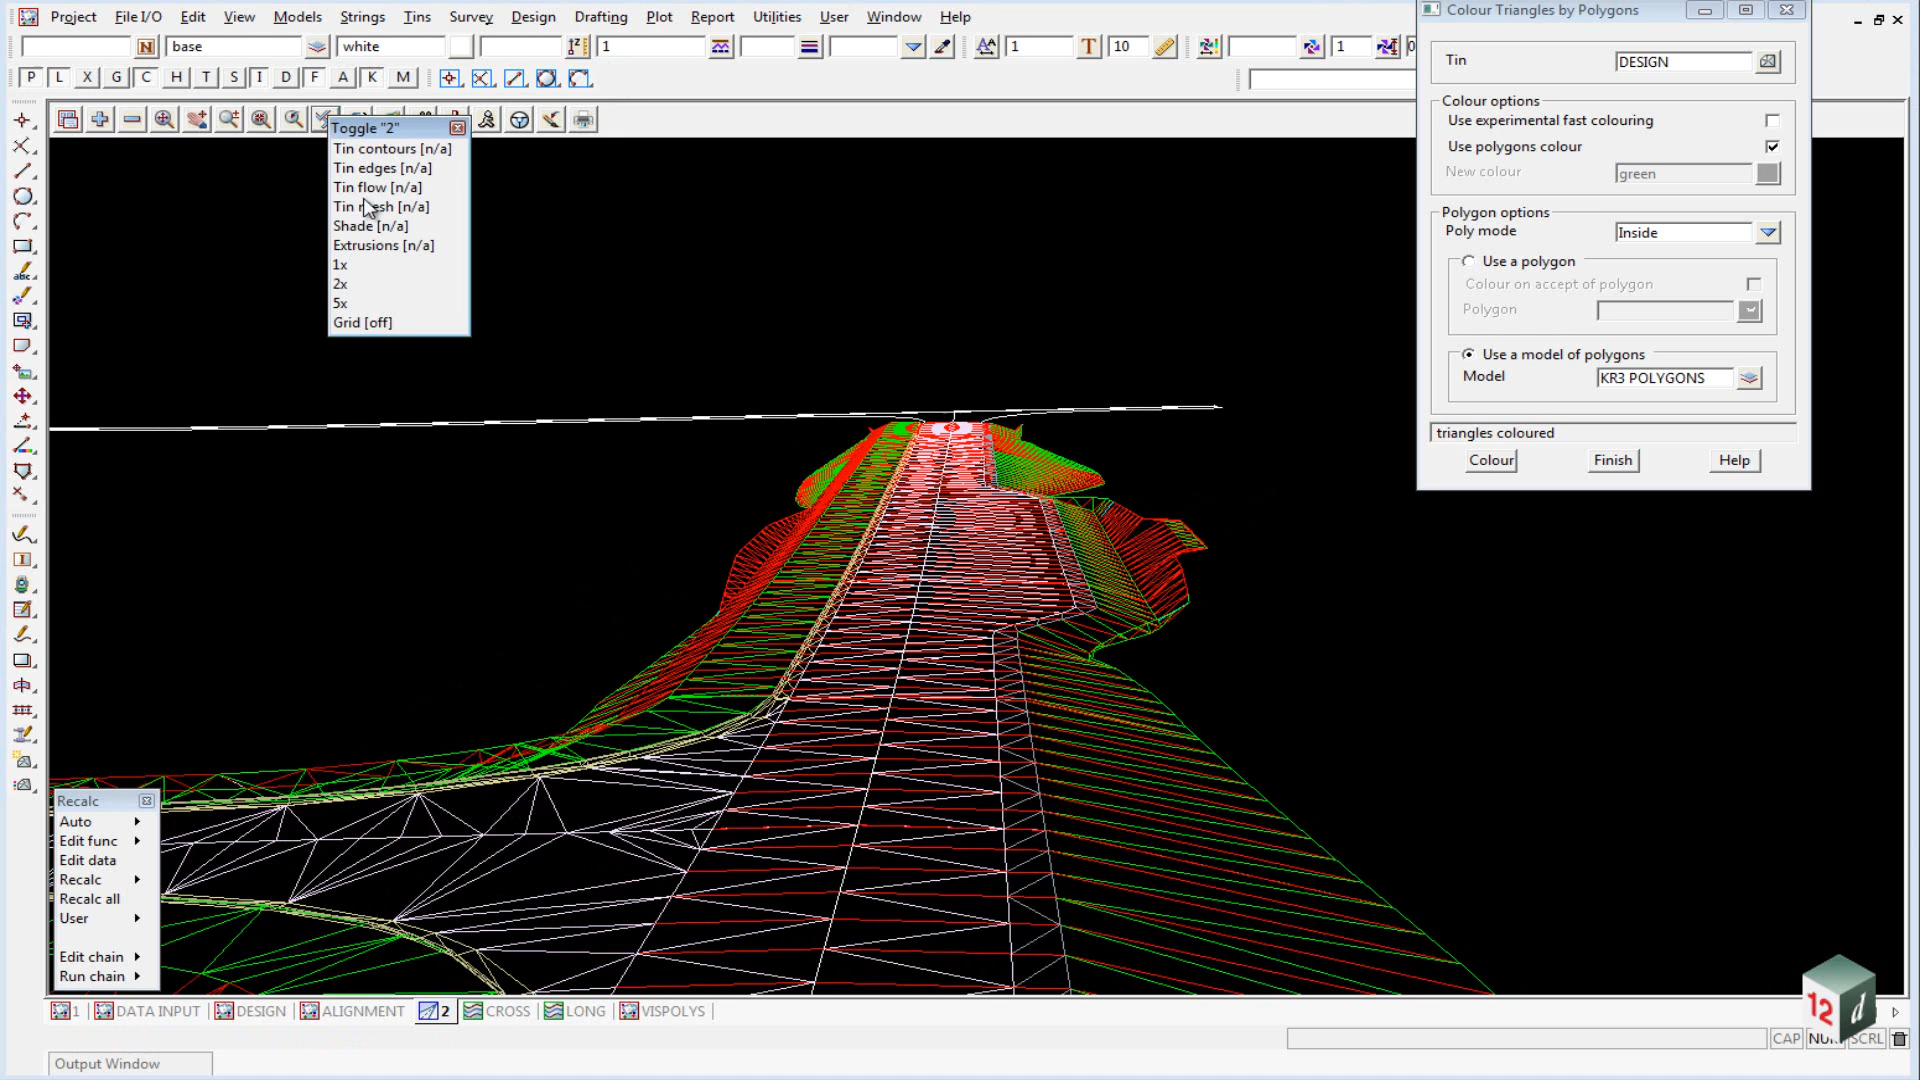 Project File I/O Edit View Models Strings Tins Survey Design Drafting Plot Report Utilities User Window Help
N base white 1 T 1 10 1 0
P L X G C H T S I D F A K M
Colour Triangles by Polygons
Tin DESIGN
Colour options
Use experimental fast colouring
Use polygons colour
New colour green
Polygon options
Poly mode Inside
Use a polygon
Colour on accept of polygon
Polygon
Use a model of polygons
Model KR3 POLYGONS
triangles coloured
Colour Finish Help
Toggle "2"
Tin contours [n/a]
Tin edges [n/a]
Tin flow [n/a]
Tin mesh [n/a]
Shade [n/a]
Extrusions [n/a]
1x
2x
5x
Grid [off]
Recalc
Auto
Edit func
Edit data
Recalc
Recalc all
User
Edit chain
Run chain
1 DATA INPUT DESIGN ALIGNMENT 2 CROSS LONG VISPOLYS
12 d
CAP NUM SCRL
Output Window